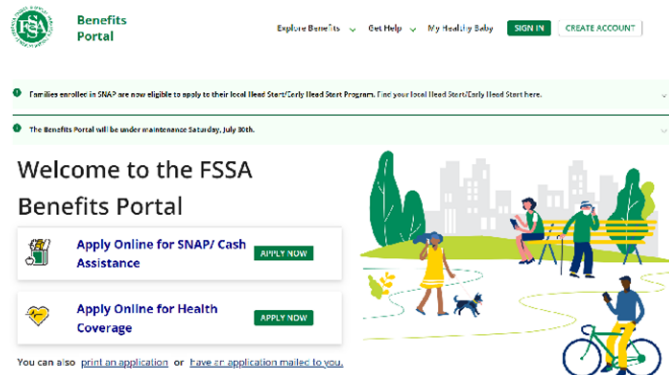 FSSA
Benefits
Portal
Explore Benefits
Get Help
My Healthy Baby
SIGN IN
CREATE ACCOUNT
Families enrolled in SNAP are now eligible to apply to their local Head Start/Early Head Start Program. Find your local Head Start/Early Head Start here.
The Benefits Portal will be under maintenance Saturday, July 30th.
Welcome to the FSSA
Benefits Portal
Apply Online for SNAP/ Cash
Assistance
APPLY NOW
Apply Online for Health
Coverage
APPLY NOW
You can also print an application or have an application mailed to you.